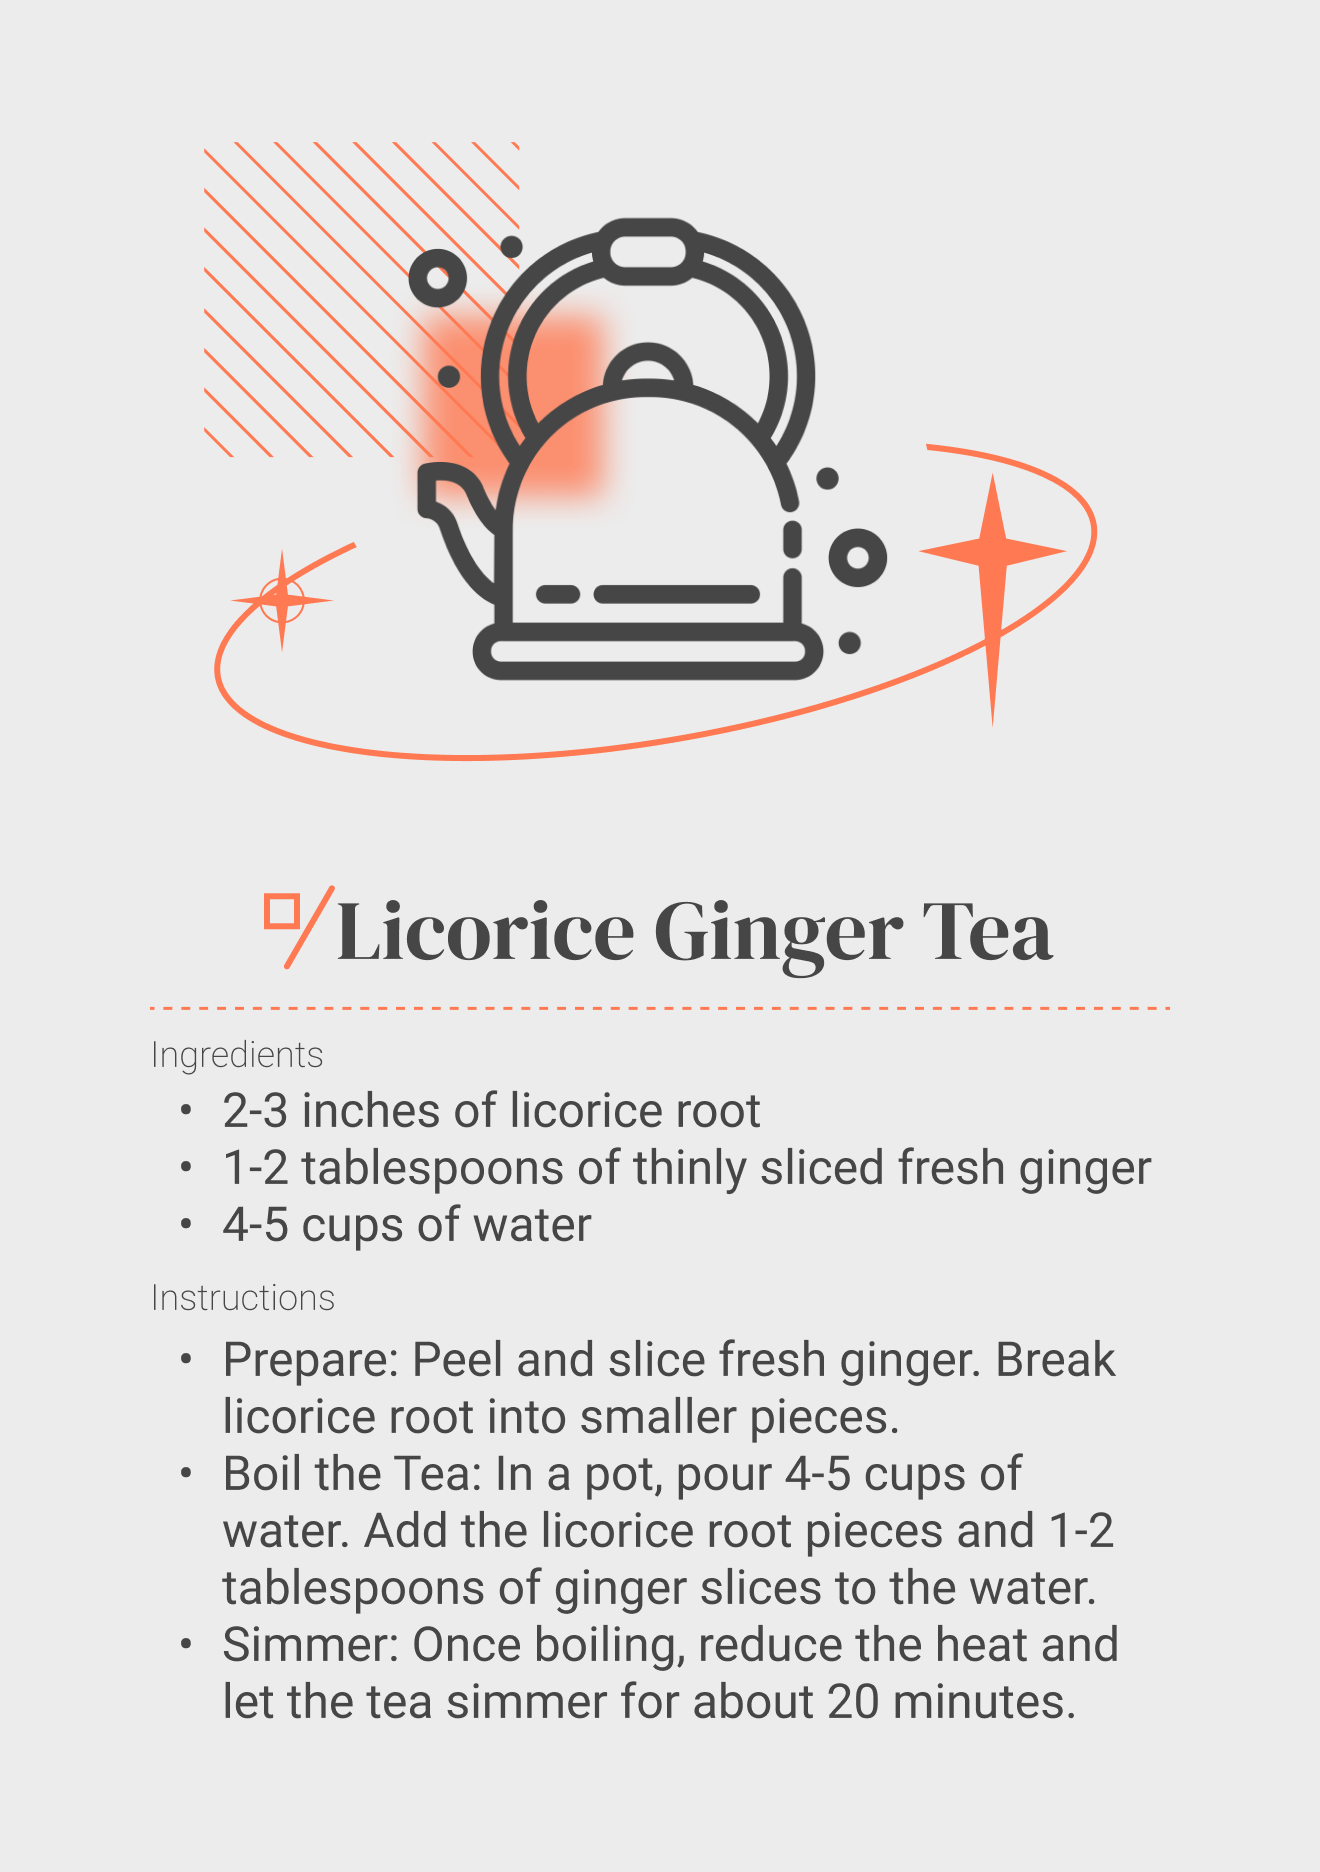 Licorice Ginger Tea
Ingredients
• 2-3 inches of licorice root
• 1-2 tablespoons of thinly sliced fresh ginger
• 4-5 cups of water
Instructions
• Prepare: Peel and slice fresh ginger. Break
licorice root into smaller pieces.
• Boil the Tea: In a pot, pour 4-5 cups of
water. Add the licorice root pieces and 1-2
tablespoons of ginger slices to the water.
• Simmer: Once boiling, reduce the heat and
let the tea simmer for about 20 minutes.